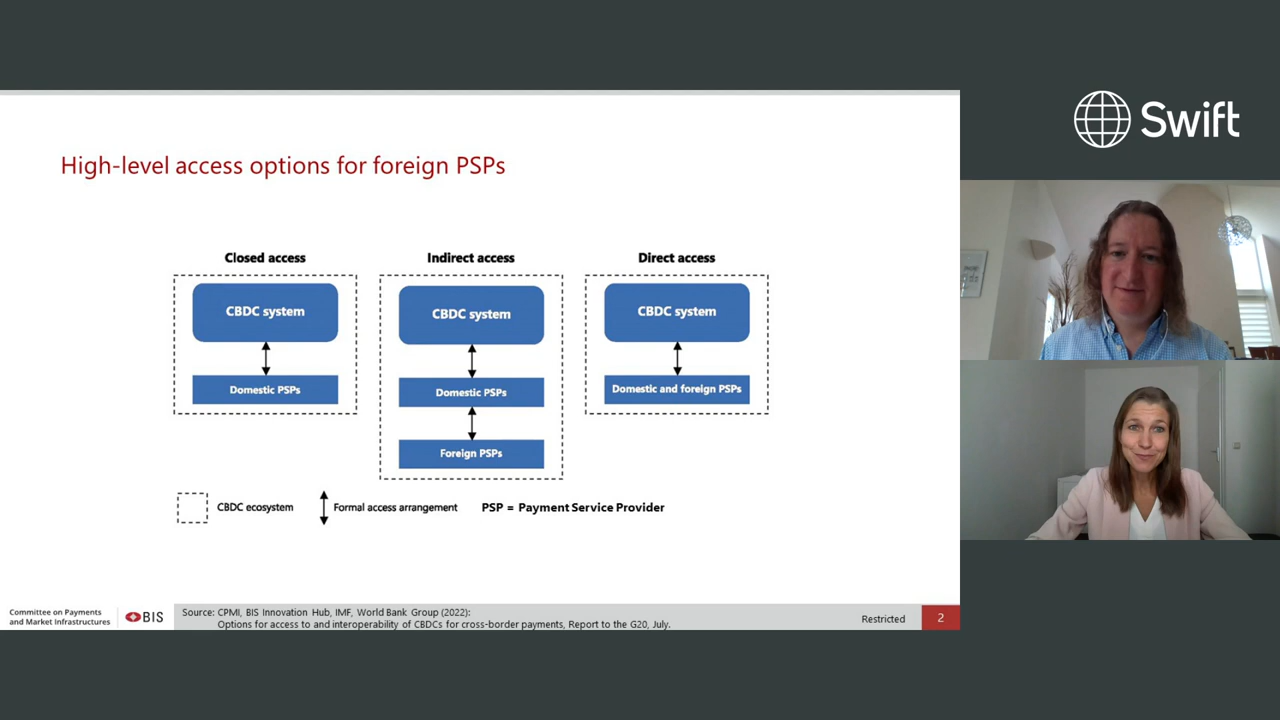 Swift
High-level access options for foreign PSPs
Closed access
Indirect access
Direct access
CBDC system
CBDC system
CBDC system
Domestic PSPs
Domestic PSPs
Domestic and foreign PSPs
Foreign PSPs
CBDC ecosystem
Formal access arrangement
PSP = Payment Service Provider
Committee on Payments
and Market Infrastructures
BIS
Source: CPMI, BIS Innovation Hub, IMF, World Bank Group (2022):
Options for access to and interoperability of CBDCs for cross-border payments, Report to the G20, July.
Restricted
2